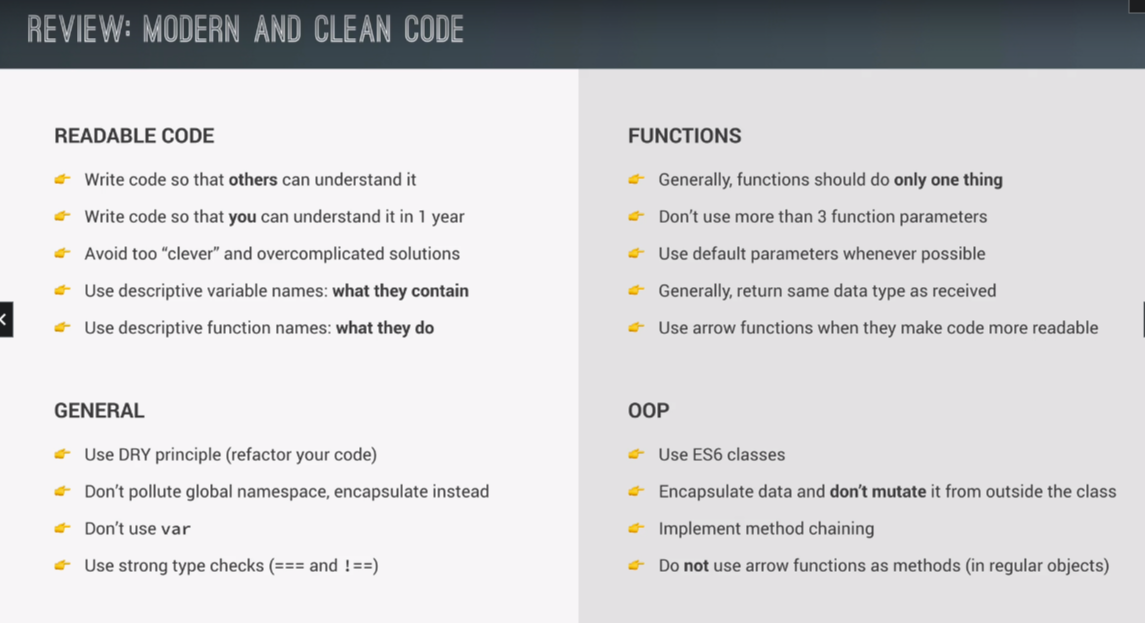 REVIEW: MODERN AND CLEAN CODE
READABLE CODE
Write code so that others can understand it
Write code so that you can understand it in 1 year
Avoid too “clever” and overcomplicated solutions
Use descriptive variable names: what they contain
Use descriptive function names: what they do
GENERAL
Use DRY principle (refactor your code)
Don’t pollute global namespace, encapsulate instead
Don’t use var
Use strong type checks (=== and !==)
FUNCTIONS
Generally, functions should do only one thing
Don’t use more than 3 function parameters
Use default parameters whenever possible
Generally, return same data type as received
Use arrow functions when they make code more readable
OOP
Use ES6 classes
Encapsulate data and don’t mutate it from outside the class
Implement method chaining
Do not use arrow functions as methods (in regular objects)